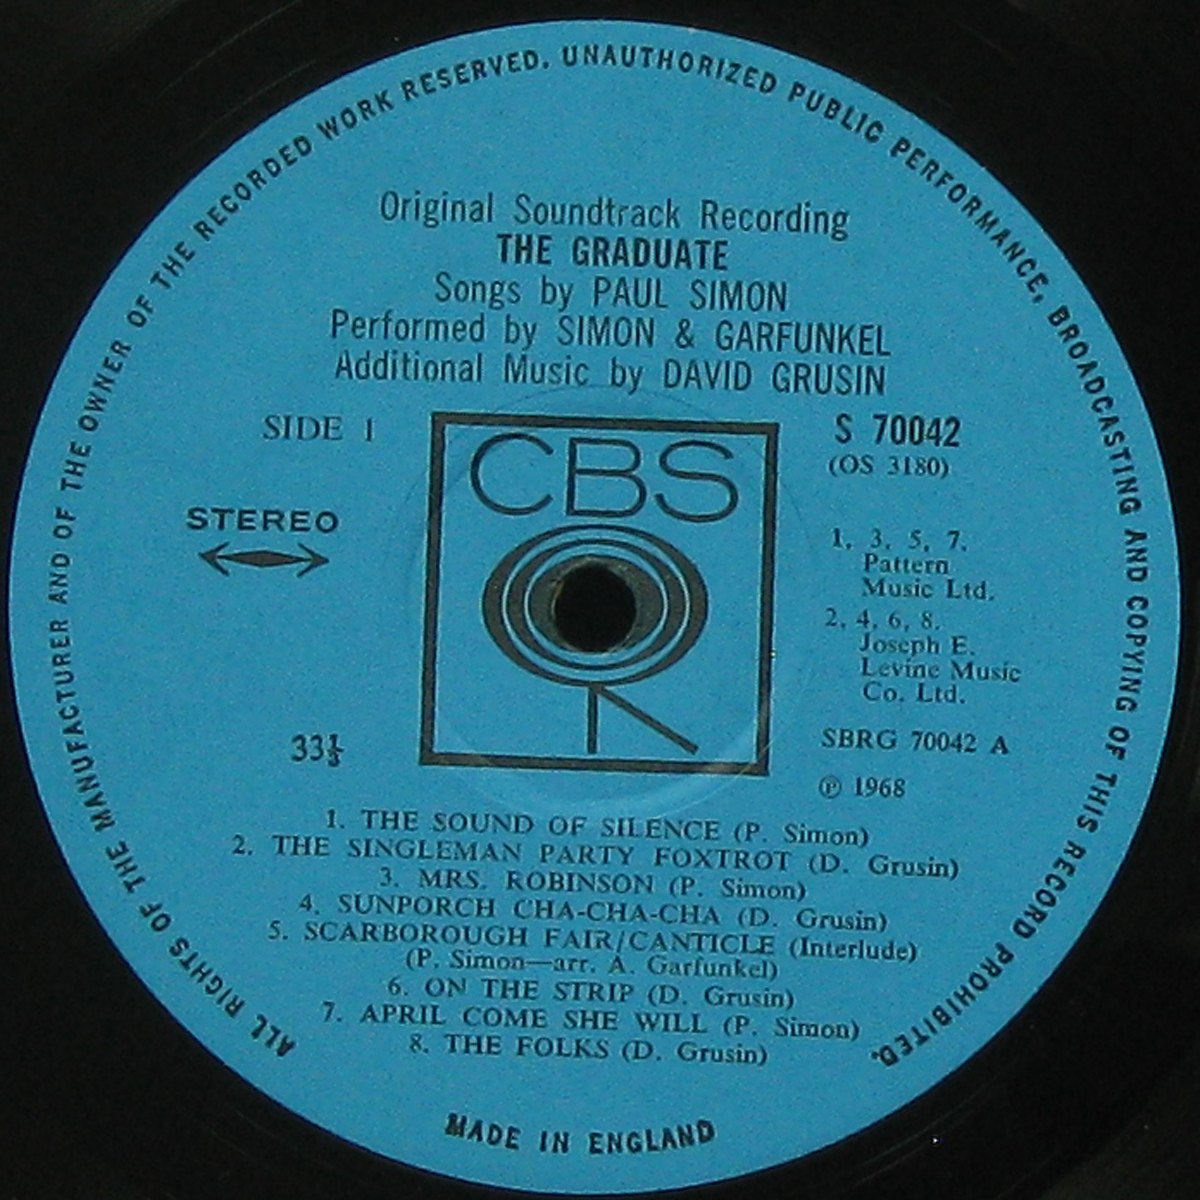 ALL RIGHTS OF THE MANUFACTURER AND OF THE OWNER OF THE RECORDED WORK RESERVED. UNAUTHORIZED PUBLIC PERFORMANCE, BROADCASTING AND COPYING OF THIS RECORD PROHIBITED.
Original Soundtrack Recording
THE GRADUATE
Songs by PAUL SIMON
Performed by SIMON & GARFUNKEL
Additional Music by DAVID GRUSIN
SIDE 1
STEREO
33⅓
CBS
S 70042
(OS 3180)
1, 3, 5, 7.
Pattern
Music Ltd.
2, 4, 6, 8.
Joseph E.
Levine Music
Co. Ltd.
SBRG 70042 A
℗ 1968
1. THE SOUND OF SILENCE (P. Simon)
2. THE SINGLEMAN PARTY FOXTROT (D. Grusin)
3. MRS. ROBINSON (P. Simon)
4. SUNPORCH CHA-CHA-CHA (D. Grusin)
5. SCARBOROUGH FAIR/CANTICLE (Interlude)
(P. Simon—arr. A. Garfunkel)
6. ON THE STRIP (D. Grusin)
7. APRIL COME SHE WILL (P. Simon)
8. THE FOLKS (D. Grusin)
MADE IN ENGLAND